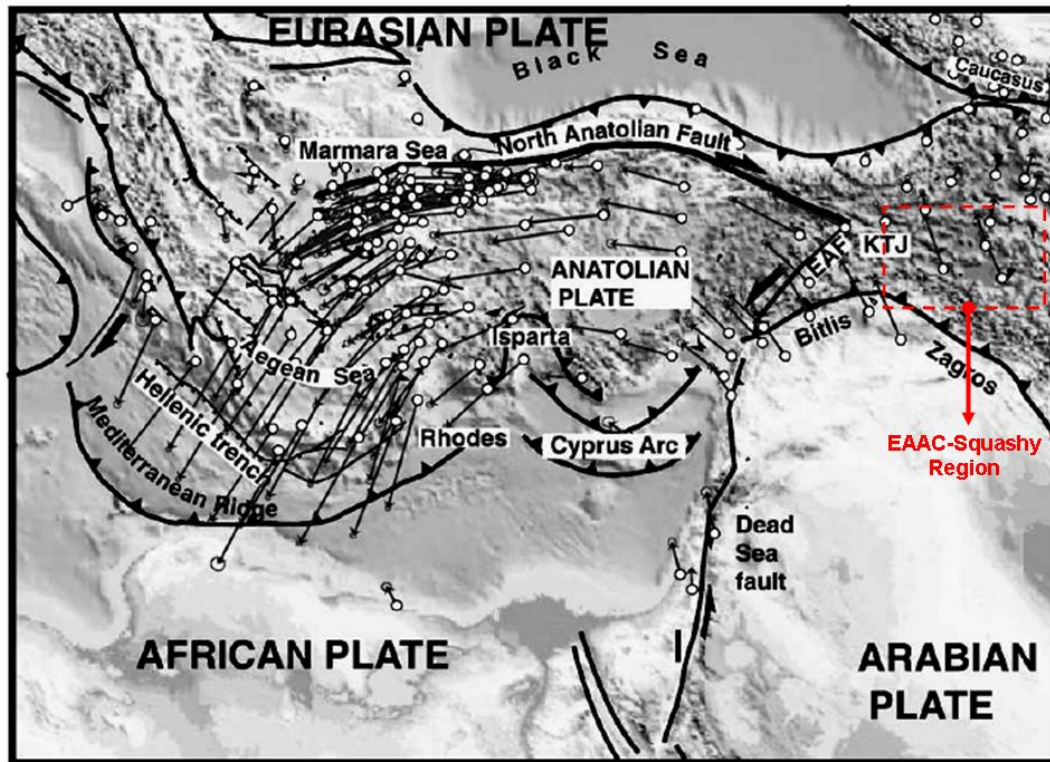 EURASIAN PLATE
Black Sea
Caucasus
North Anatolian Fault
Marmara Sea
KTJ
EAF
ANATOLIAN
PLATE
Bitlis
Isparta
Zagros
Aegean Sea
Hellenic trench
Mediterranean Ridge
Rhodes
Cyprus Arc
EAAC-Squashy
Region
Dead
Sea
fault
AFRICAN PLATE
ARABIAN
PLATE